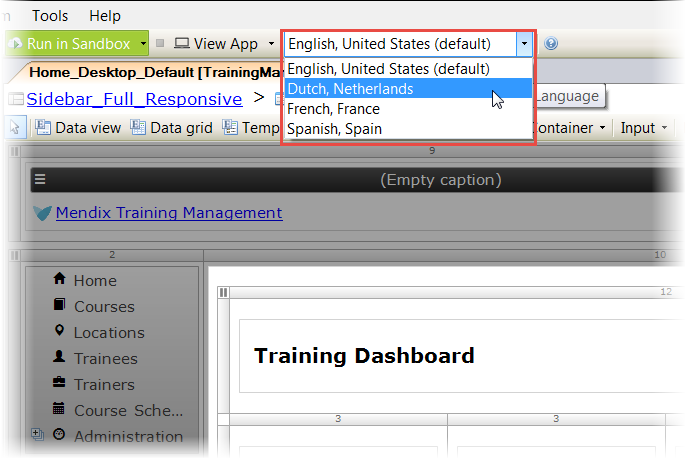 Tools Help
Run in Sandbox View App English, United States (default)
English, United States (default)
Home_Desktop_Default [TrainingMa
Dutch, Netherlands
Sidebar_Full_Responsive > Language
French, France
Data view Data grid Temp ontainer Input
Spanish, Spain
9
(Empty caption)
Mendix Training Management
2 10
Home
12
Courses
Locations
Training Dashboard
Trainees
Trainers
Course Sche...
3 3
Administration